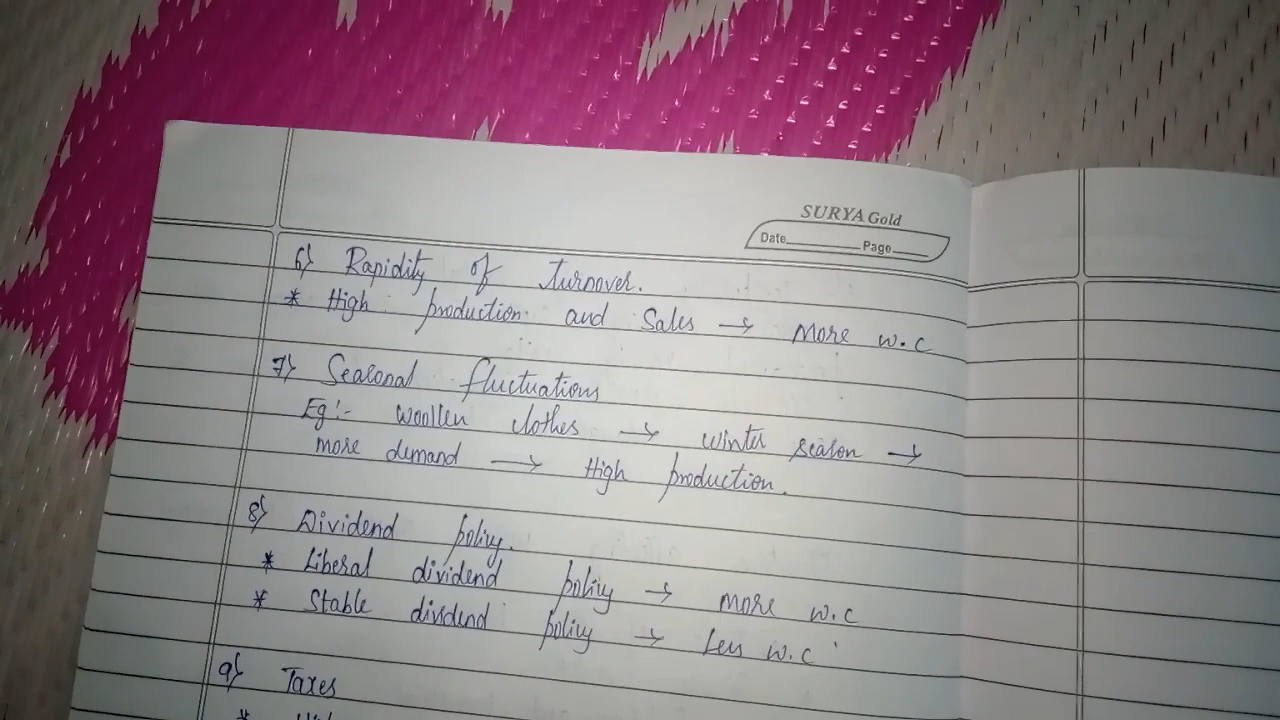 SURYA Gold
Date Page
6) Rapidity of turnover.
* High production and Sales → more w.c
7) Seasonal fluctuations
Eg:- woollen clothes → winter season →
more demand → High production.
8) Dividend policy.
* Liberal dividend policy → more w.c
* Stable dividend policy → Less w.c
9) Taxes
*